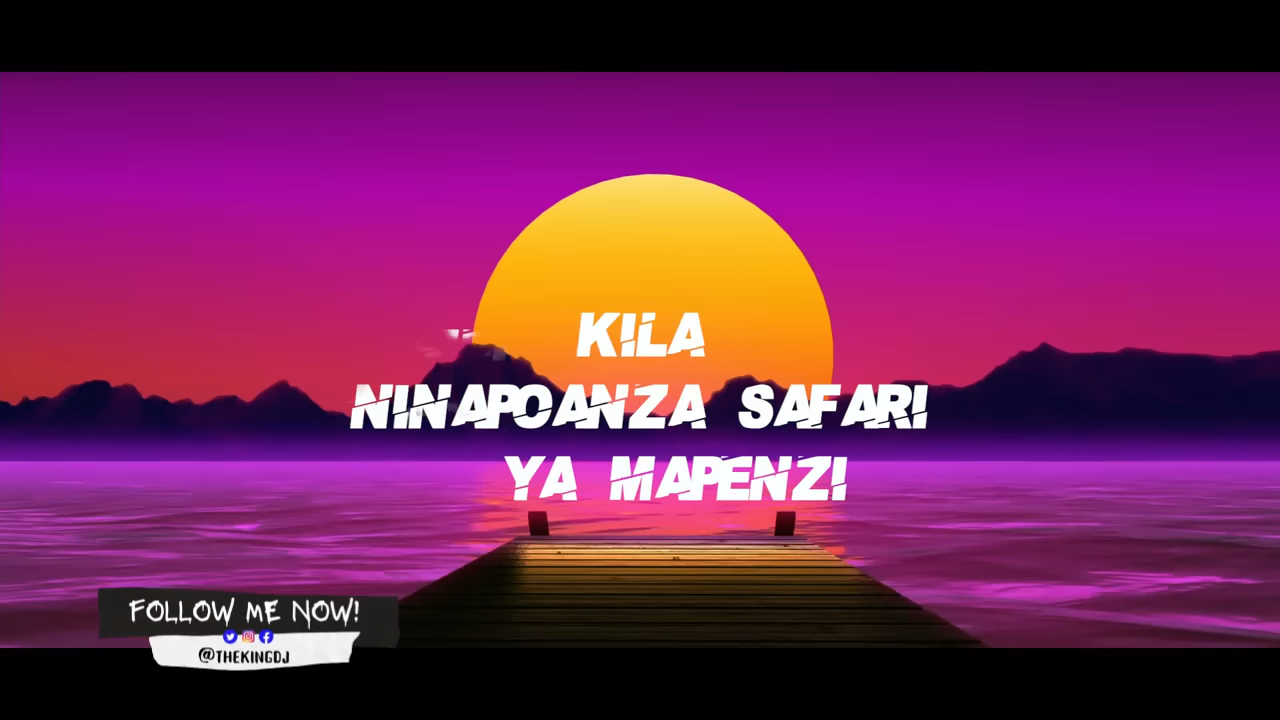 KILA
NINAPOANZA SAFARI
YA MAPENZI
FOLLOW ME NOW!
@THEKINGDJ